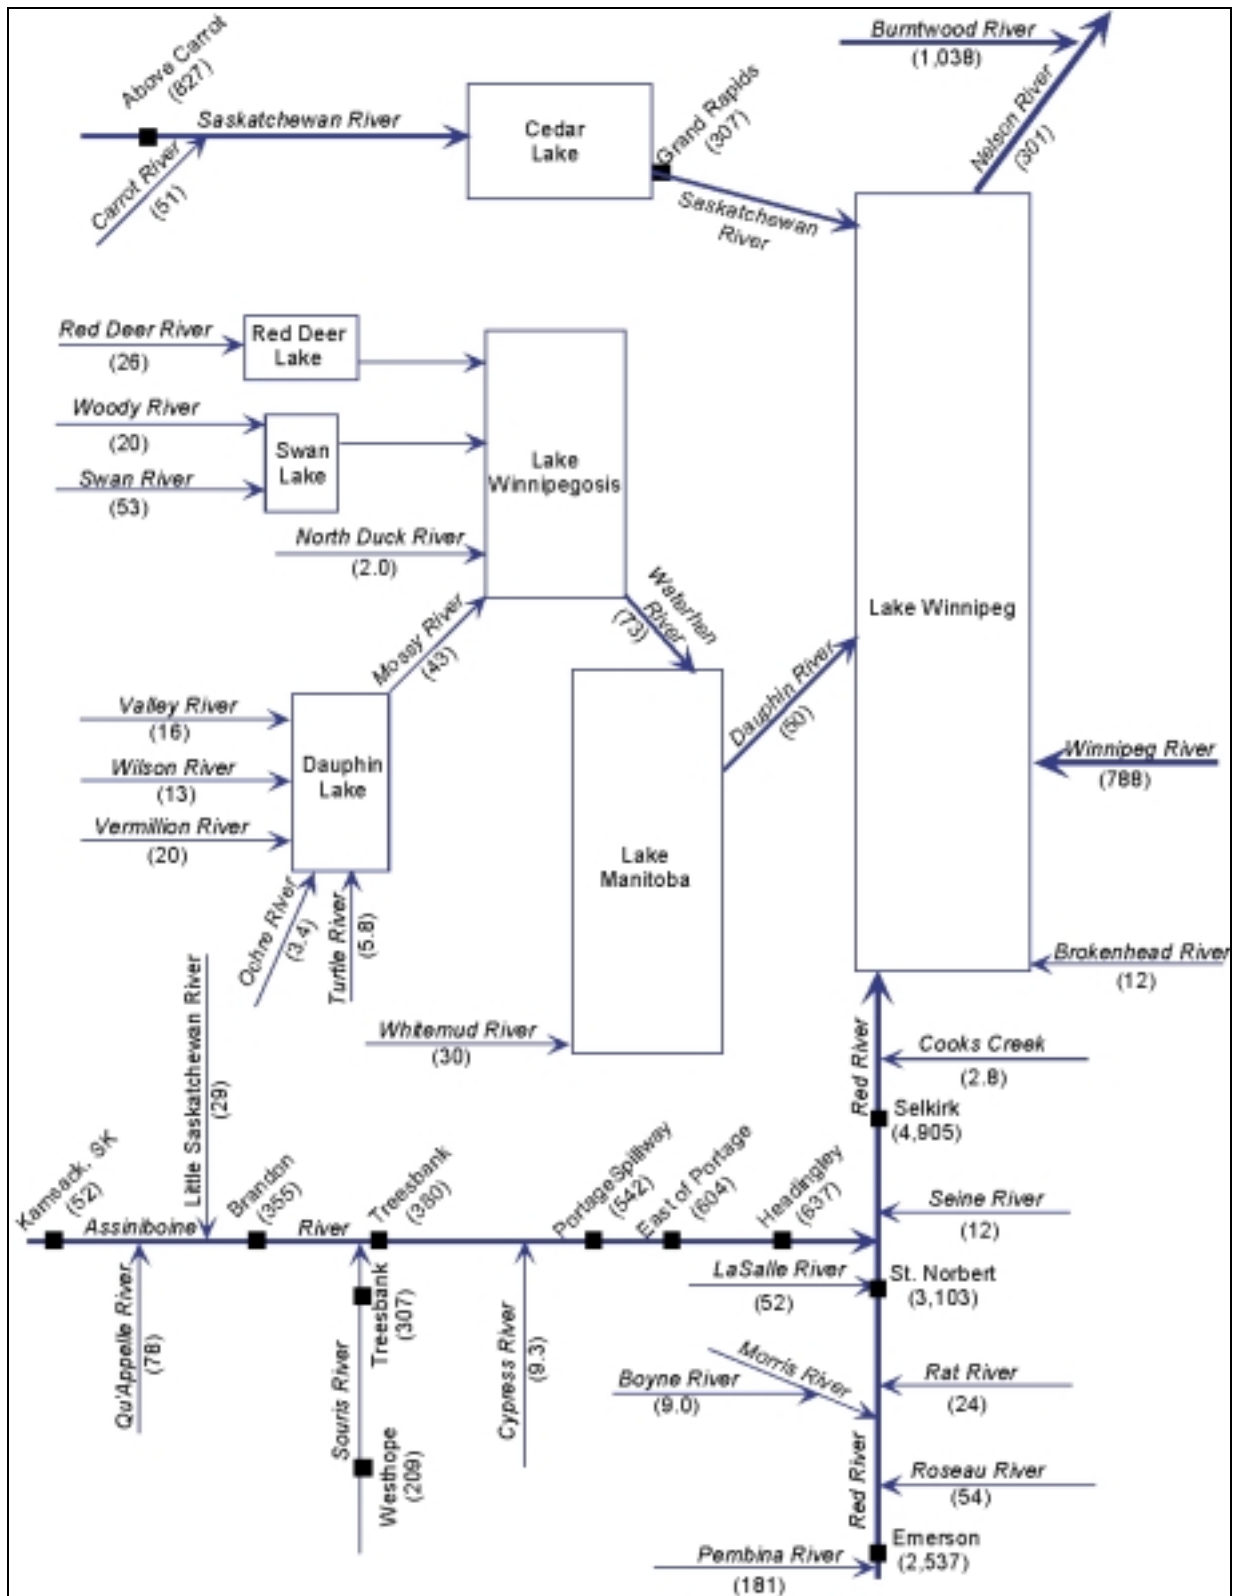 Burntwood River
(1,038)
Above Carrot
(827)
Saskatchewan River
Carrot River
(51)
Cedar
Lake
Grand Rapids
(307)
Saskatchewan
River
Nelson River
(301)
Red Deer River
(26)
Red Deer
Lake
Woody River
(20)
Swan River
(53)
Swan
Lake
North Duck River
(2.0)
Lake
Winnipegosis
Mossy River
(43)
Waterhen
River
(73)
Lake Winnipeg
Valley River
(16)
Wilson River
(13)
Vermillion River
(20)
Dauphin
Lake
Ochre River
(3.4)
Turtle River
(5.8)
Dauphin River
(50)
Winnipeg River
(788)
Lake
Manitoba
Whitemud River
(30)
Brokenhead River
(12)
Red River
Cooks Creek
(2.8)
Selkirk
(4,905)
Little Saskatchewan River
(29)
Kamsack, SK
(52)
Assiniboine
Brandon
(355)
River
Treesbank
(380)
Portage Spillway
(542)
East of Portage
(604)
Headingley
(637)
Seine River
(12)
LaSalle River
(52)
St. Norbert
(3,103)
Qu'Appelle River
(78)
Treesbank
(307)
Souris River
Westhope
(209)
Cypress River
(9.3)
Morris River
Boyne River
(9.0)
Rat River
(24)
Red River
Roseau River
(54)
Emerson
(2,537)
Pembina River
(181)